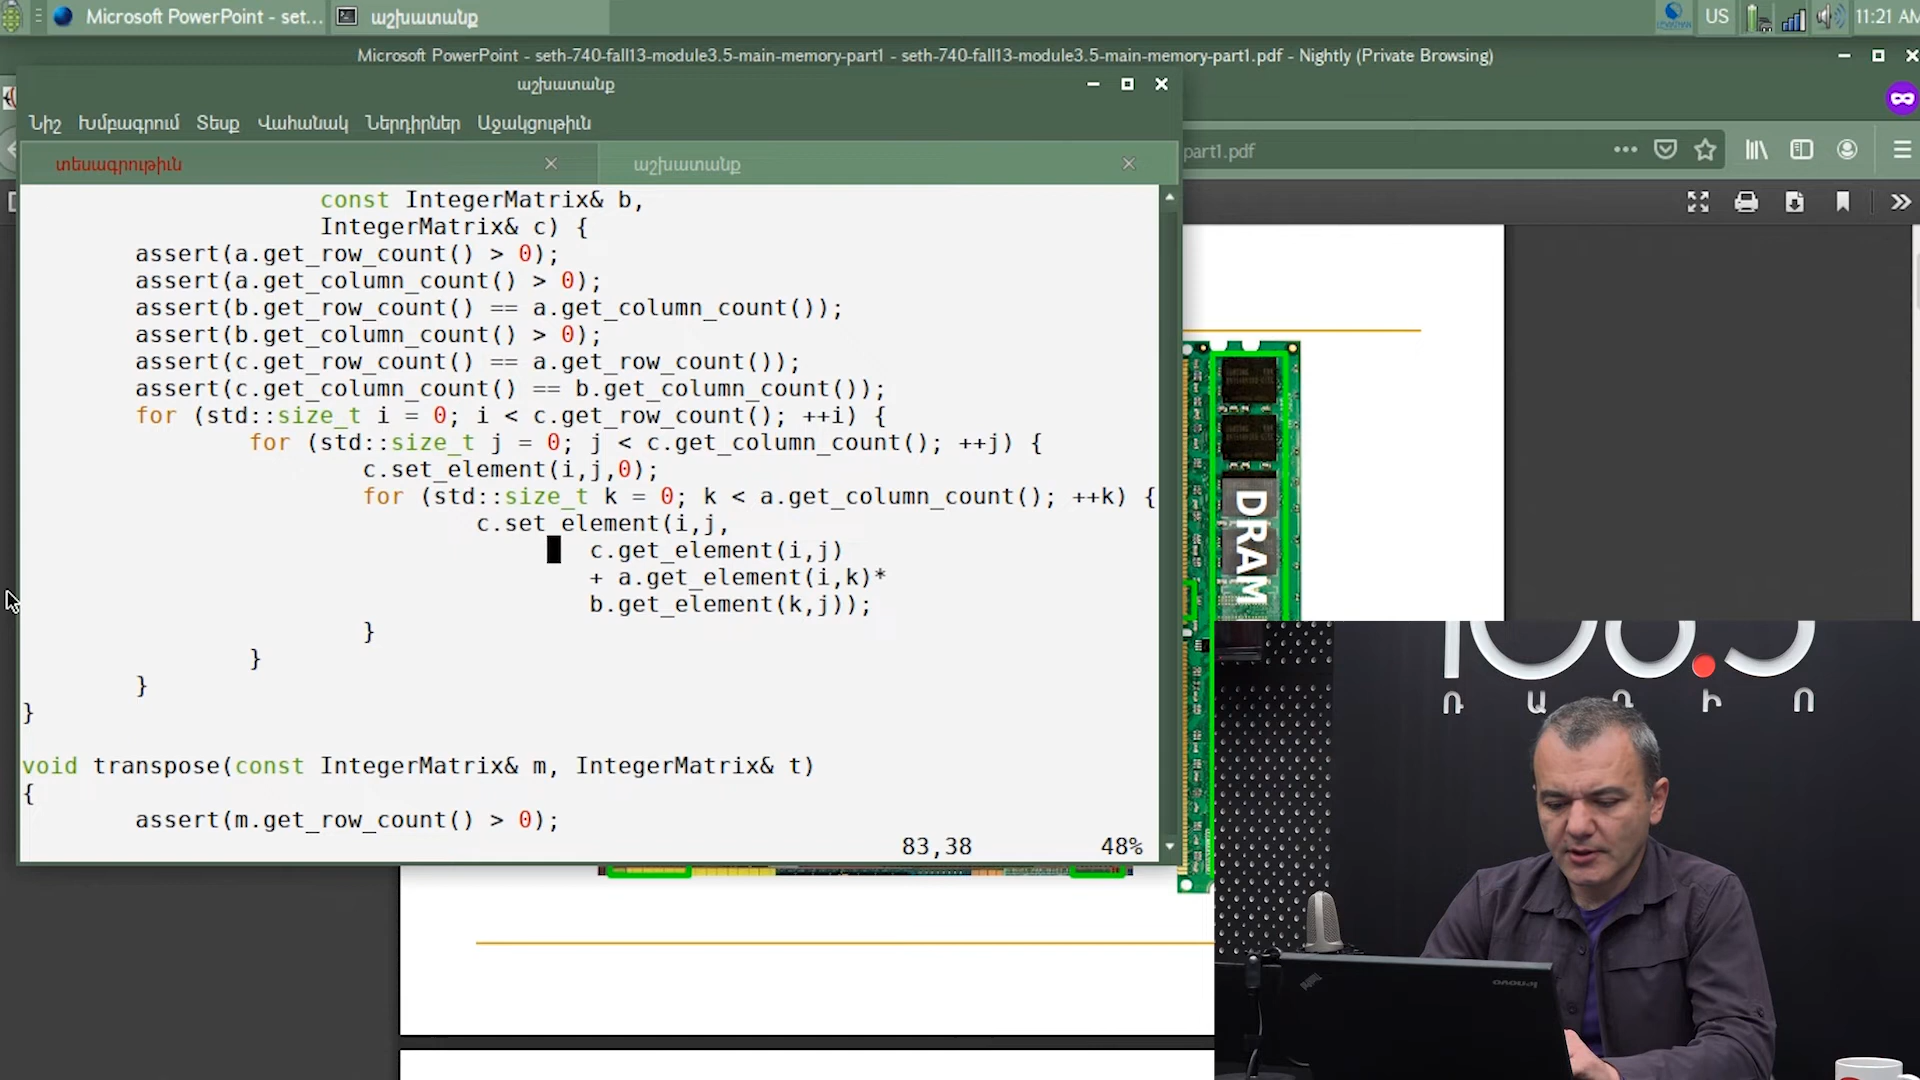 Microsoft PowerPoint - set...
աշխատանք
US
11:21 AM
Microsoft PowerPoint - seth-740-fall13-module3.5-main-memory-part1 - seth-740-fall13-module3.5-main-memory-part1.pdf - Nightly (Private Browsing)
աշխատանք
Նիշ Խմբագրում Տեսք Վահանակ Ներդիրներ Աջակցութիւն
part1.pdf
տեսագրութիւն
աշխատանք
const IntegerMatrix& b,
IntegerMatrix& c) {
assert(a.get_row_count() > 0);
assert(a.get_column_count() > 0);
assert(b.get_row_count() == a.get_column_count());
assert(b.get_column_count() > 0);
assert(c.get_row_count() == a.get_row_count());
assert(c.get_column_count() == b.get_column_count());
for (std::size_t i = 0; i < c.get_row_count(); ++i) {
for (std::size_t j = 0; j < c.get_column_count(); ++j) {
c.set_element(i,j,0);
for (std::size_t k = 0; k < a.get_column_count(); ++k) {
c.set_element(i,j,
c.get_element(i,j)
+ a.get_element(i,k)*
b.get_element(k,j));
}
}
}
}
void transpose(const IntegerMatrix& m, IntegerMatrix& t)
{
assert(m.get_row_count() > 0);
83,38 48%
DRAM
ՌԱԴԻՈ
lenovo